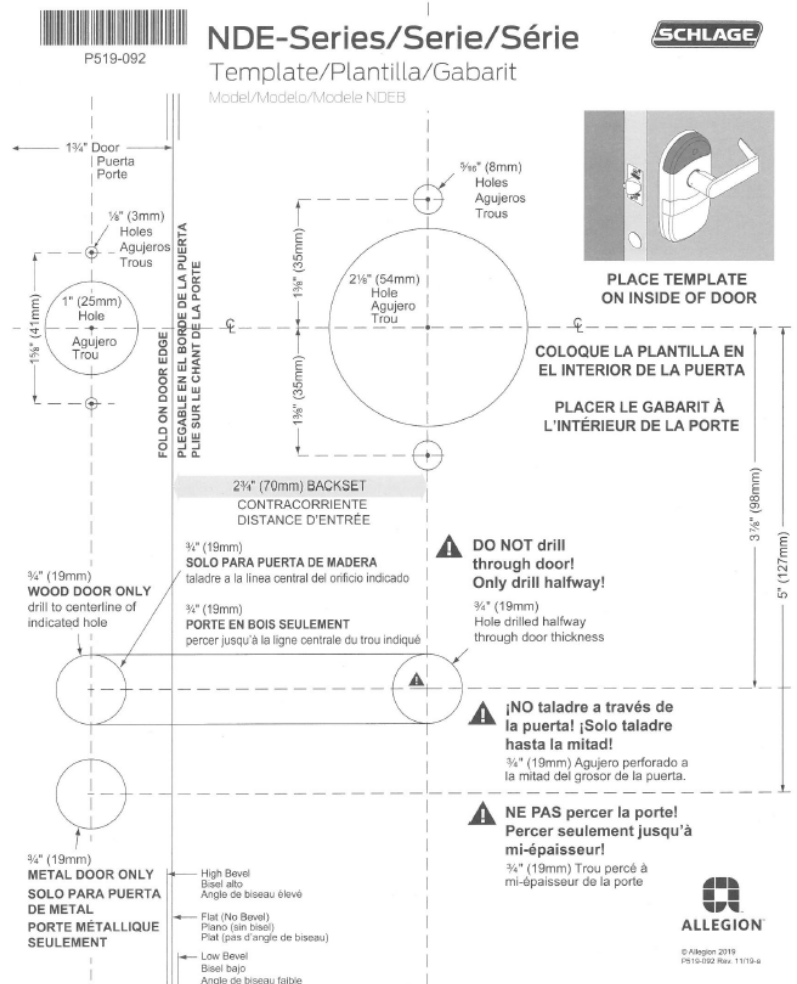 P519-092
NDE-Series/Serie/Série
Template/Plantilla/Gabarit
Model/Modelo/Modele NDEB
SCHLAGE
1¾" Door
Puerta
Porte
⅛" (3mm)
Holes
Agujeros
Trous
1" (25mm)
Hole
Agujero
Trou
1⅝" (41mm)
FOLD ON DOOR EDGE
PLEGABLE EN EL BORDE DE LA PUERTA
PLIE SUR LE CHANT DE LA PORTE
5⁄16" (8mm)
Holes
Agujeros
Trous
1⅜" (35mm)
2⅛" (54mm)
Hole
Agujero
Trou
1⅜" (35mm)
℄
℄
PLACE TEMPLATE
ON INSIDE OF DOOR
COLOQUE LA PLANTILLA EN
EL INTERIOR DE LA PUERTA
PLACER LE GABARIT À
L'INTÉRIEUR DE LA PORTE
2¾" (70mm) BACKSET
CONTRACORRIENTE
DISTANCE D'ENTRÉE
3⅞" (98mm)
5" (127mm)
¾" (19mm)
WOOD DOOR ONLY
drill to centerline of
indicated hole
¾" (19mm)
SOLO PARA PUERTA DE MADERA
taladre a la línea central del orificio indicado
¾" (19mm)
PORTE EN BOIS SEULEMENT
percer jusqu'à la ligne centrale du trou indiqué
DO NOT drill
through door!
Only drill halfway!
¾" (19mm)
Hole drilled halfway
through door thickness
¡NO taladre a través de
la puerta! ¡Solo taladre
hasta la mitad!
¾" (19mm) Agujero perforado a
la mitad del grosor de la puerta.
NE PAS percer la porte!
Percer seulement jusqu'à
mi-épaisseur!
¾" (19mm) Trou percé à
mi-épaisseur de la porte
¾" (19mm)
METAL DOOR ONLY
SOLO PARA PUERTA
DE METAL
PORTE MÉTALLIQUE
SEULEMENT
High Bevel
Bisel alto
Angle de biseau élevé
Flat (No Bevel)
Plano (sin bisel)
Plat (pas d'angle de biseau)
Low Bevel
Bisel bajo
Angle de biseau faible
ALLEGION
© Allegion 2019
P519-092 Rev. 11/19-a